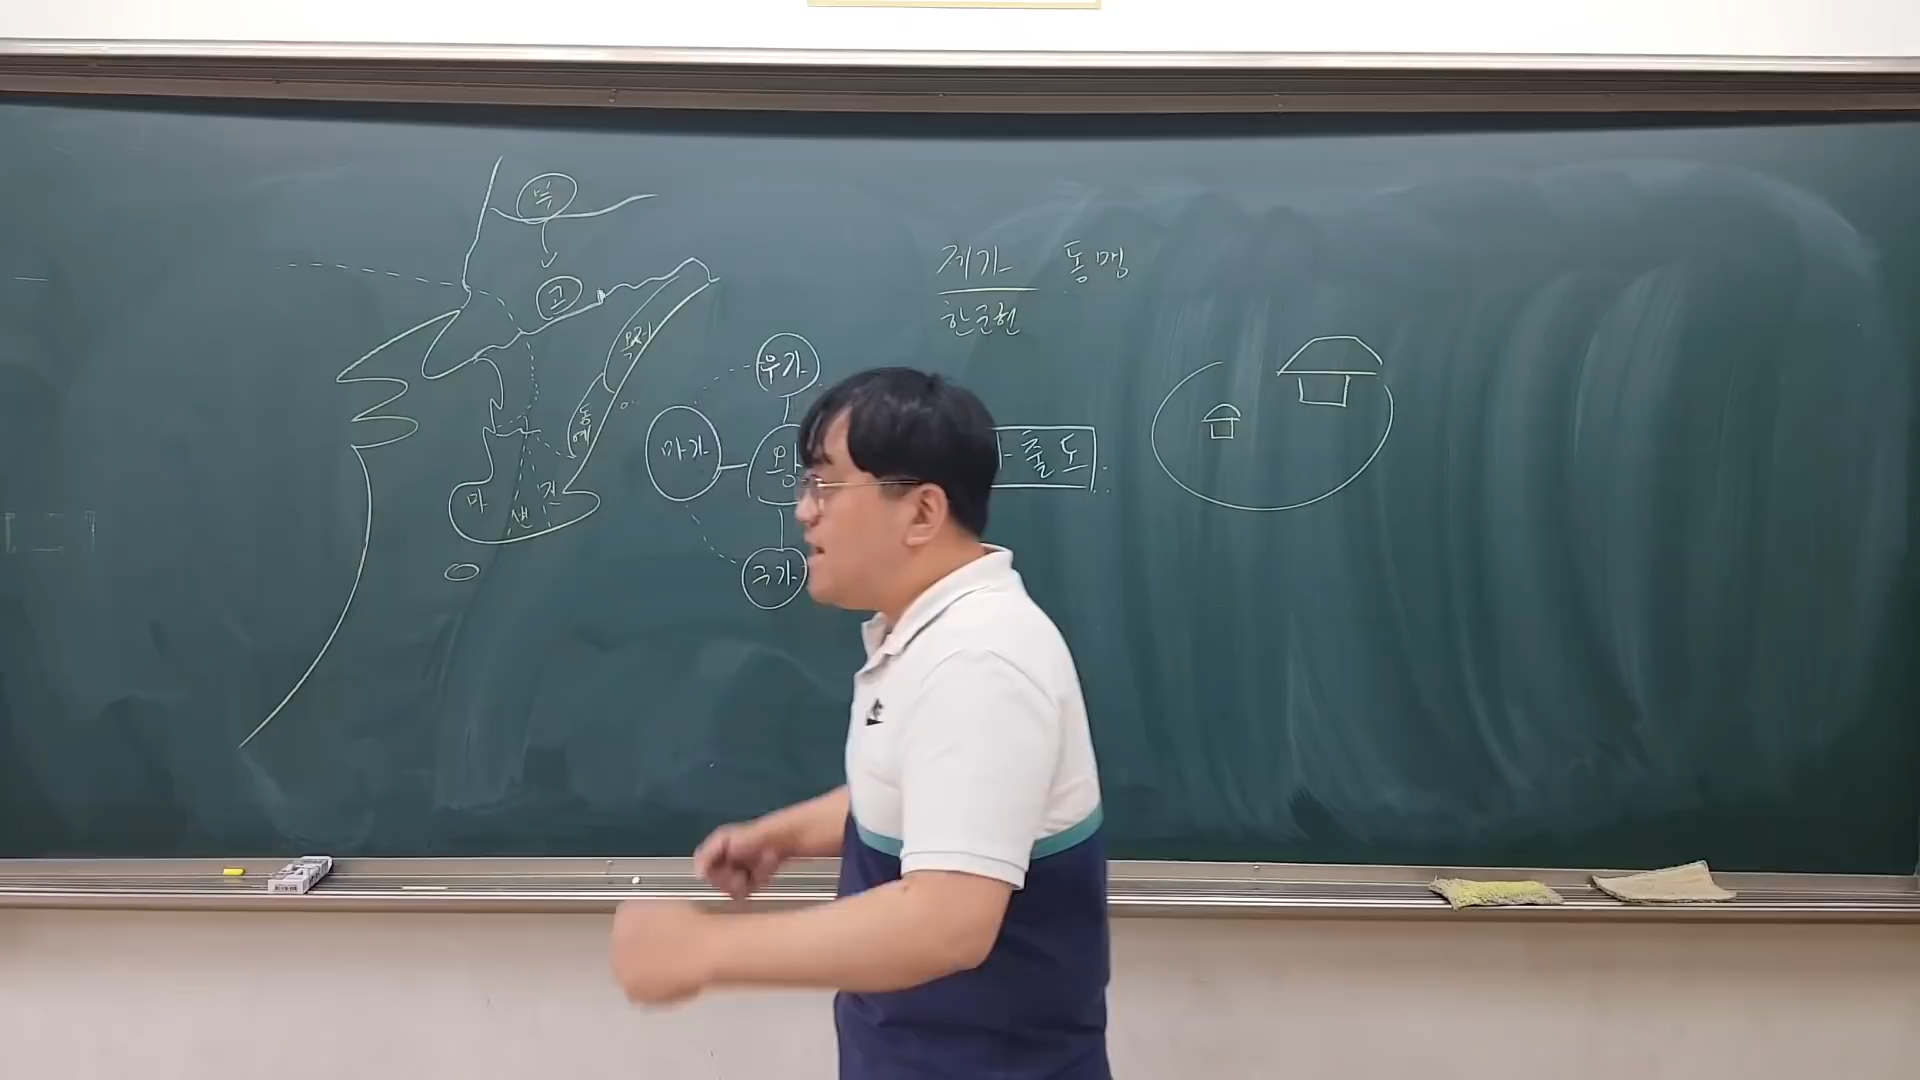 부
고
옥저
동예
마
변
진
우가
마가
왕
구가
제가 동맹
한군현
출도